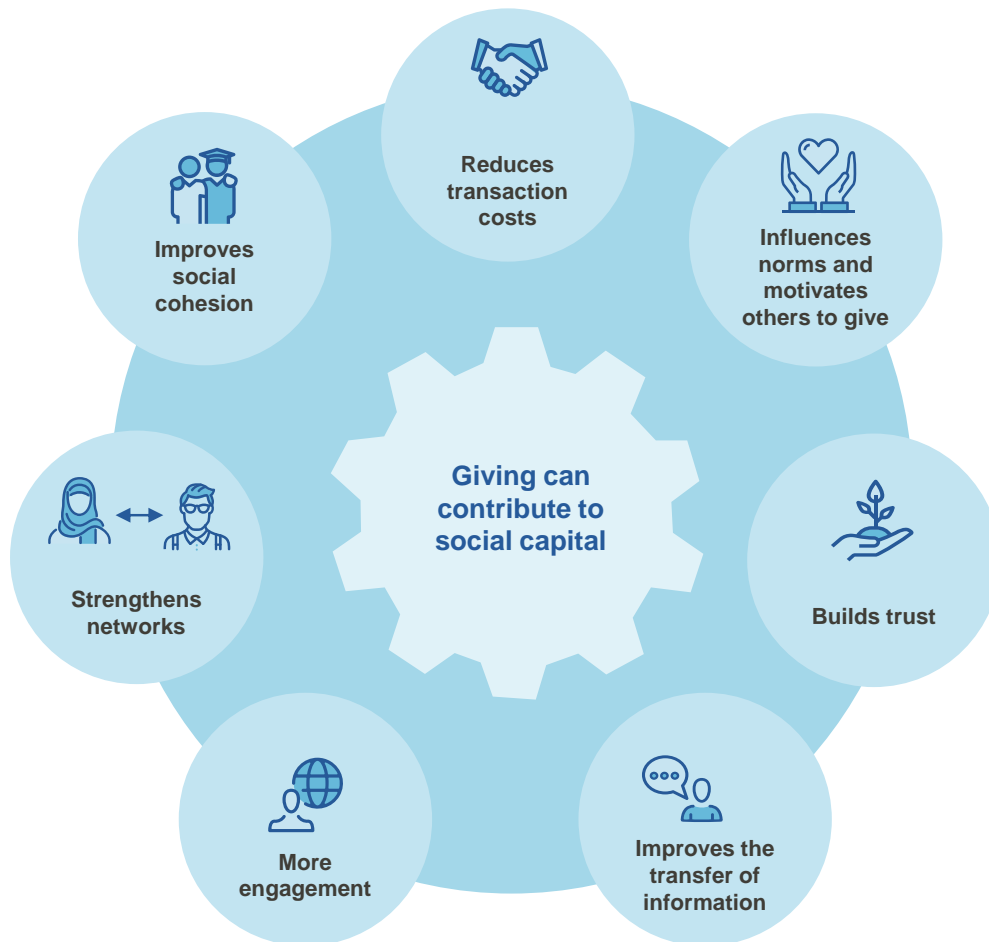 Reduces
transaction
costs
Influences
norms and
motivates
others to give
Improves
social
cohesion
Giving can
contribute to
social capital
Strengthens
networks
Builds trust
More
engagement
Improves the
transfer of
information